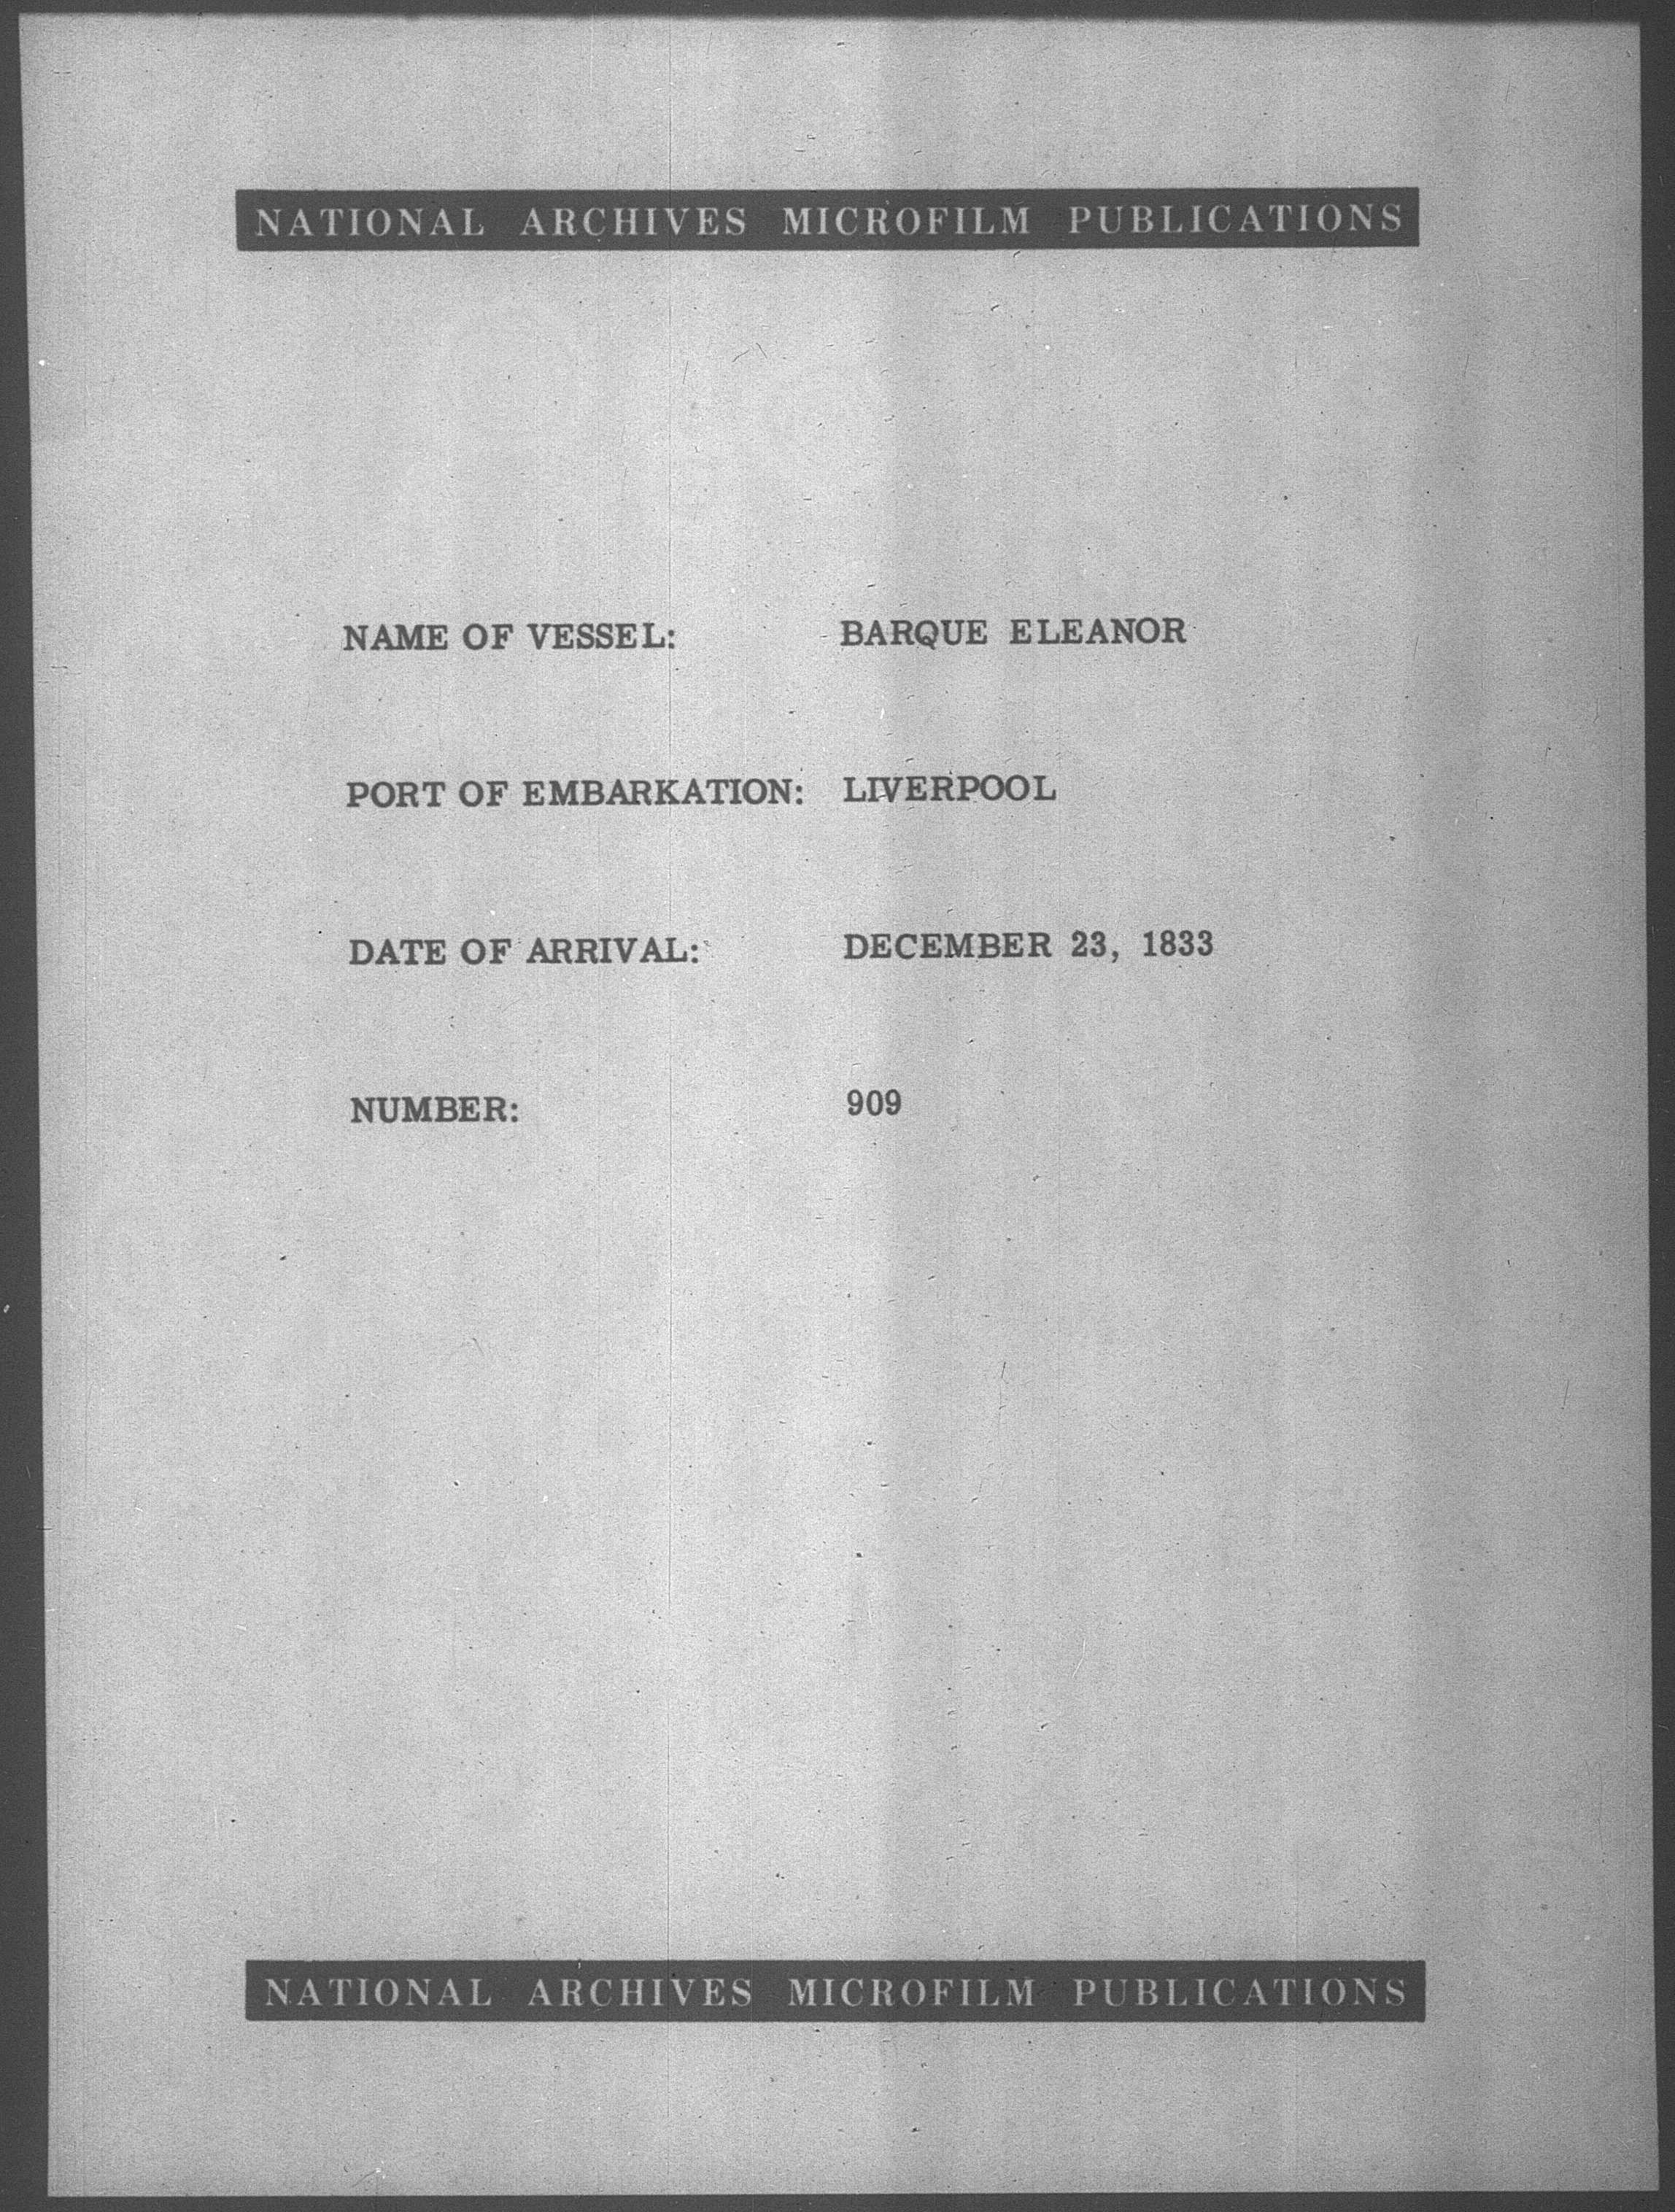 NATIONAL ARCHIVES MICROFILM PUBLICATIONS
NAME OF VESSEL: BARQUE ELEANOR
PORT OF EMBARKATION: LIVERPOOL
DATE OF ARRIVAL: DECEMBER 23, 1833
NUMBER: 909
NATIONAL ARCHIVES MICROFILM PUBLICATIONS